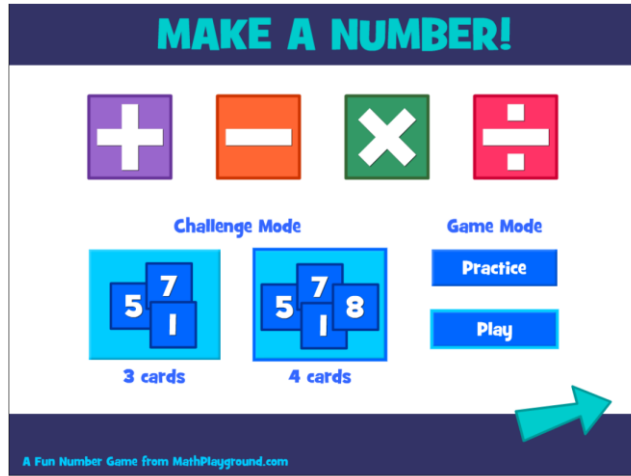 MAKE A NUMBER!
+ − × ÷
Challenge Mode
Game Mode
5 7 1
5 7 1 8
Practice
Play
3 cards
4 cards
A Fun Number Game from MathPlayground.com